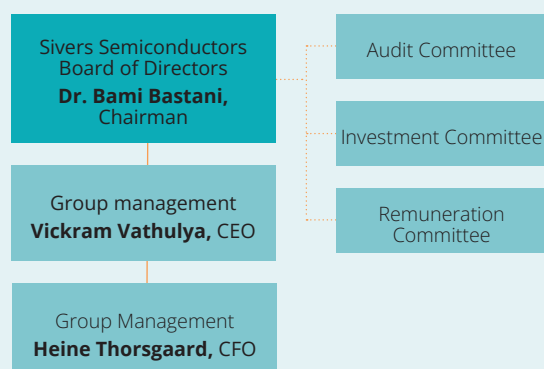 Sivers Semiconductors
Board of Directors
Dr. Bami Bastani,
Chairman
Group management
Vickram Vathulya, CEO
Group Management
Heine Thorsgaard, CFO
Audit Committee
Investment Committee
Remuneration
Committee